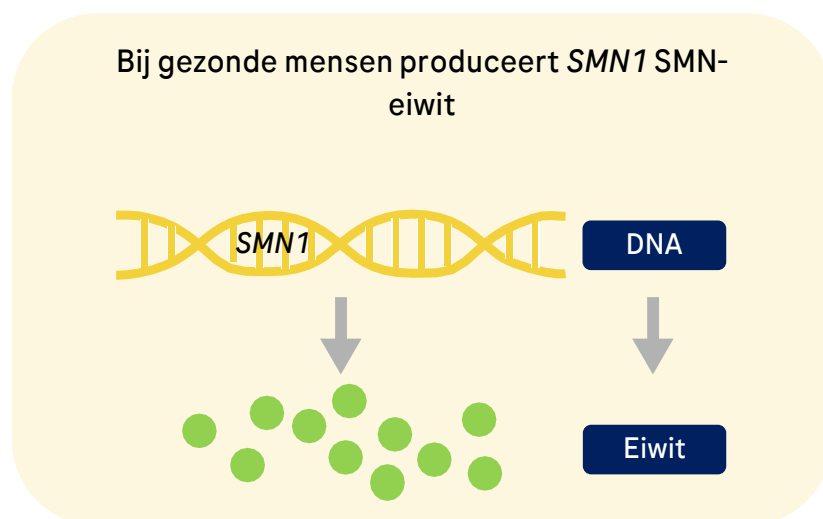 Bij gezonde mensen produceert SMN1 SMN-
eiwit
SMN1
DNA
Eiwit